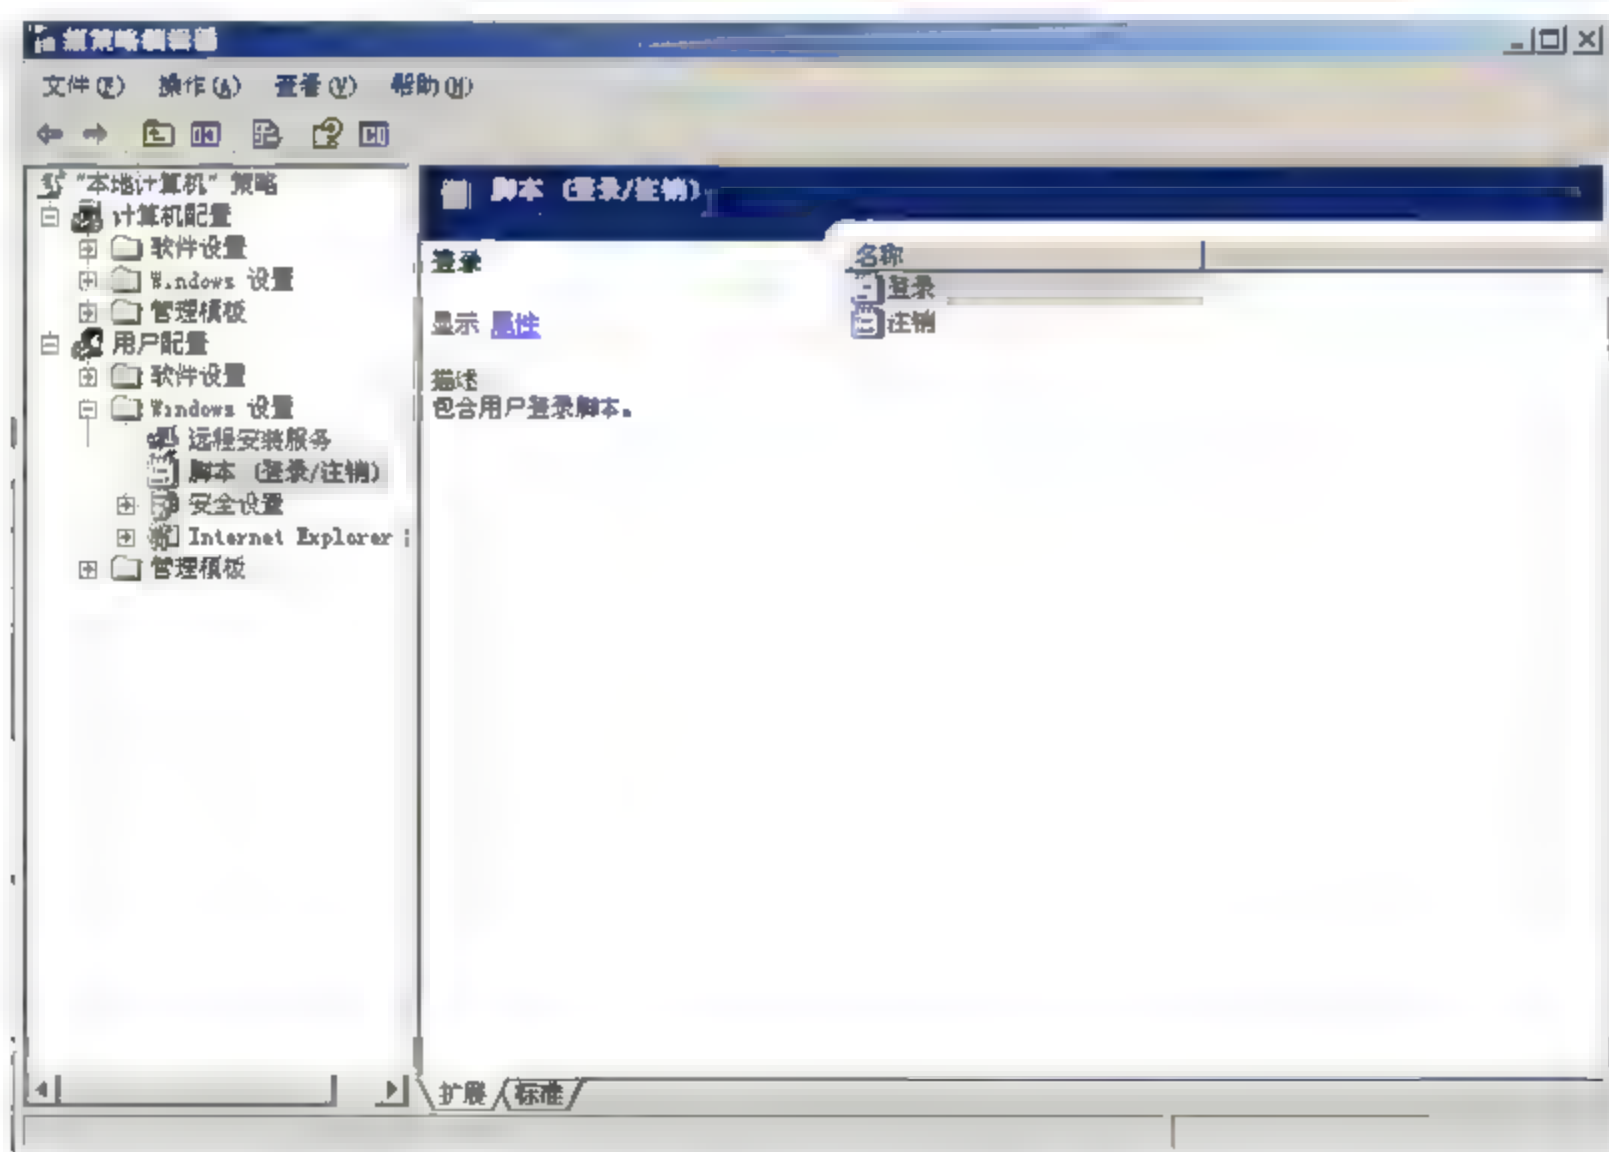 组策略编辑器
文件(F) 操作(A) 查看(V) 帮助(H)
“本地计算机” 策略
计算机配置
软件设置
Windows 设置
管理模板
用户配置
软件设置
Windows 设置
远程安装服务
脚本 (登录/注销)
安全设置
Internet Explorer
管理模板
脚本 (登录/注销)
登录
显示 属性
描述
包含用户登录脚本。
名称
登录
注销
扩展 标准